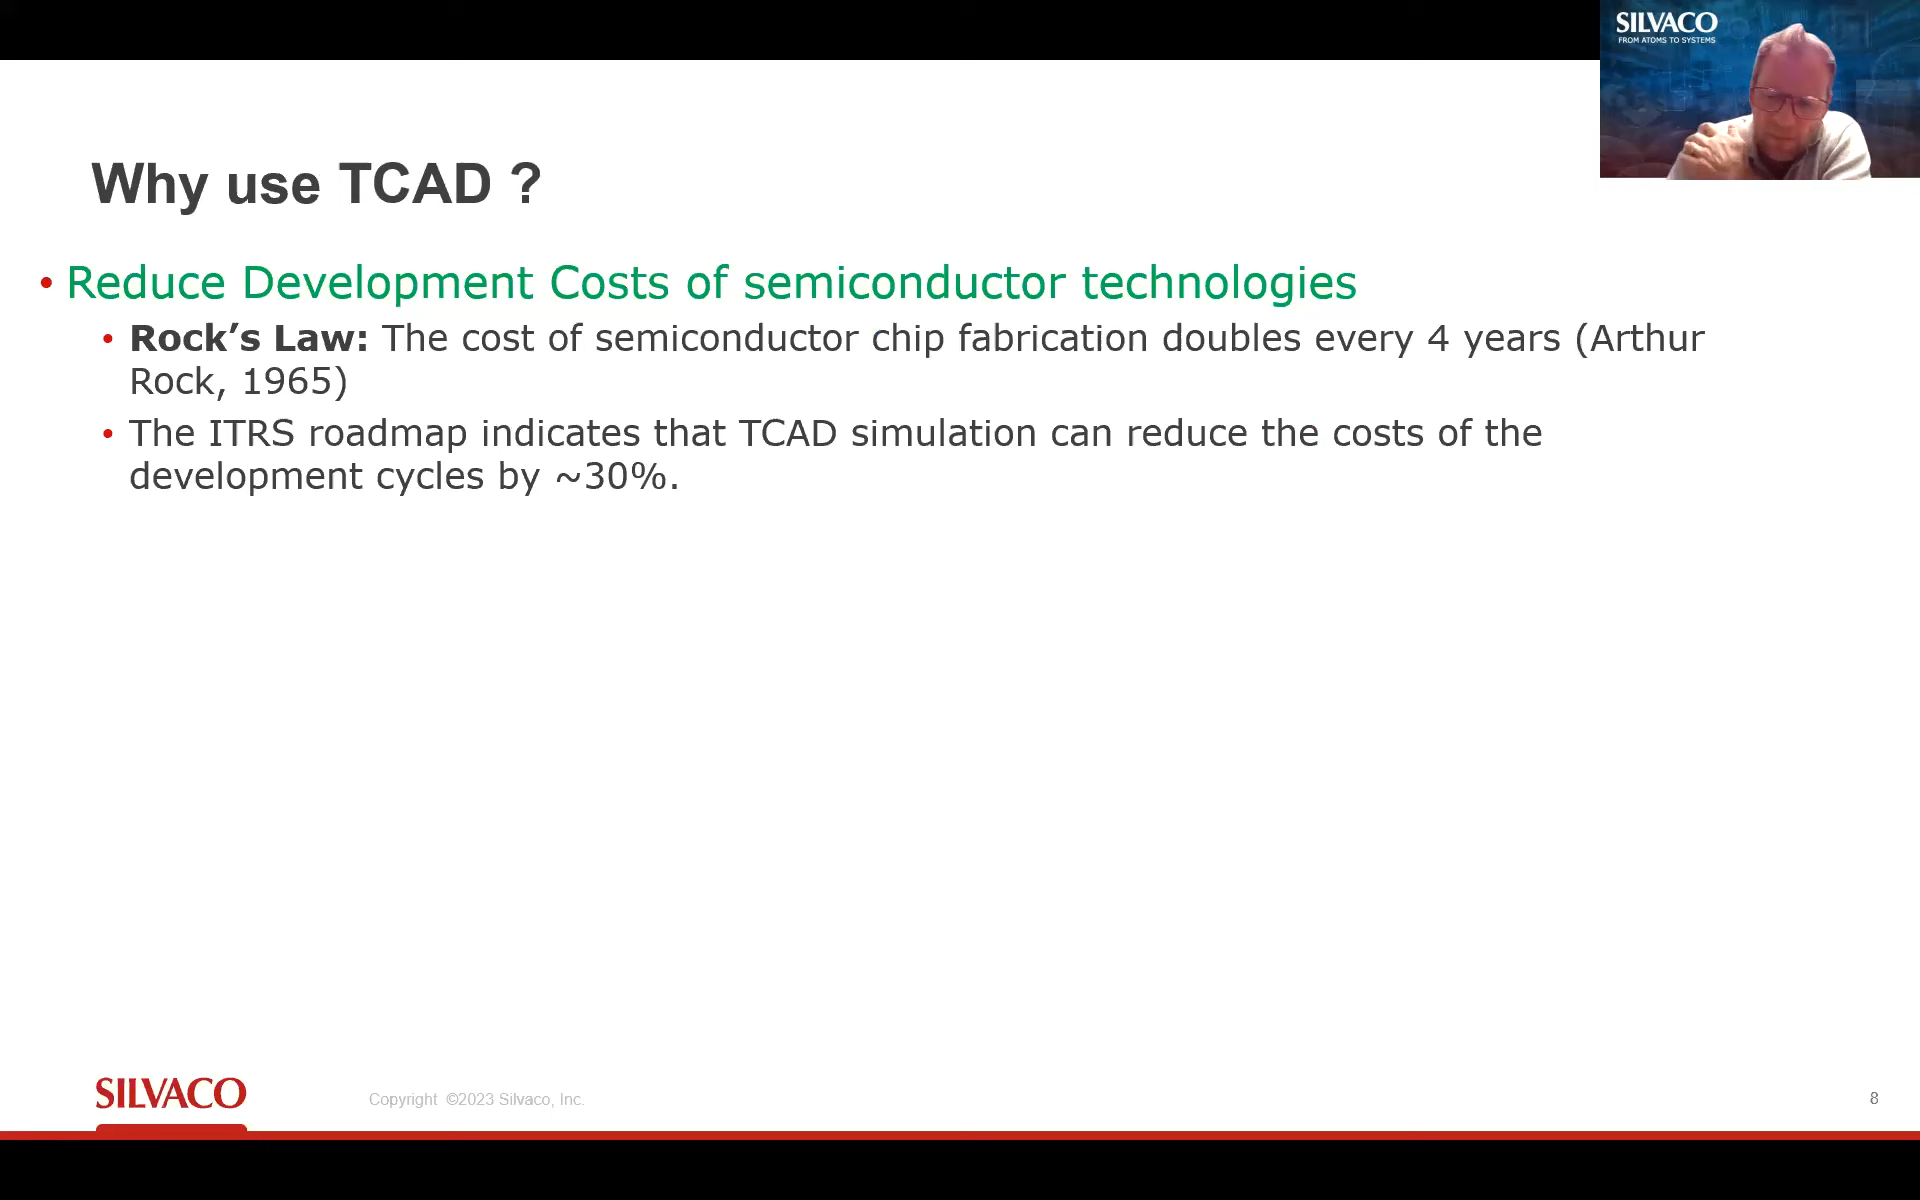 SILVACO
FROM ATOMS TO SYSTEMS
Why use TCAD ?
• Reduce Development Costs of semiconductor technologies
• Rock’s Law: The cost of semiconductor chip fabrication doubles every 4 years (Arthur
Rock, 1965)
• The ITRS roadmap indicates that TCAD simulation can reduce the costs of the
development cycles by ~30%.
SILVACO
Copyright ©2023 Silvaco, Inc.
8